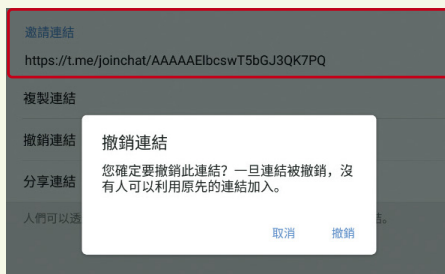 邀請連結
https://t.me/joinchat/AAAAAEIbcswT5bGJ3QK7PQ
複製連結
撤銷連結
分享連結
人們可以透
結。
撤銷連結
您確定要撤銷此連結？一旦連結被撤銷，沒
有人可以利用原先的連結加入。
取消 撤銷